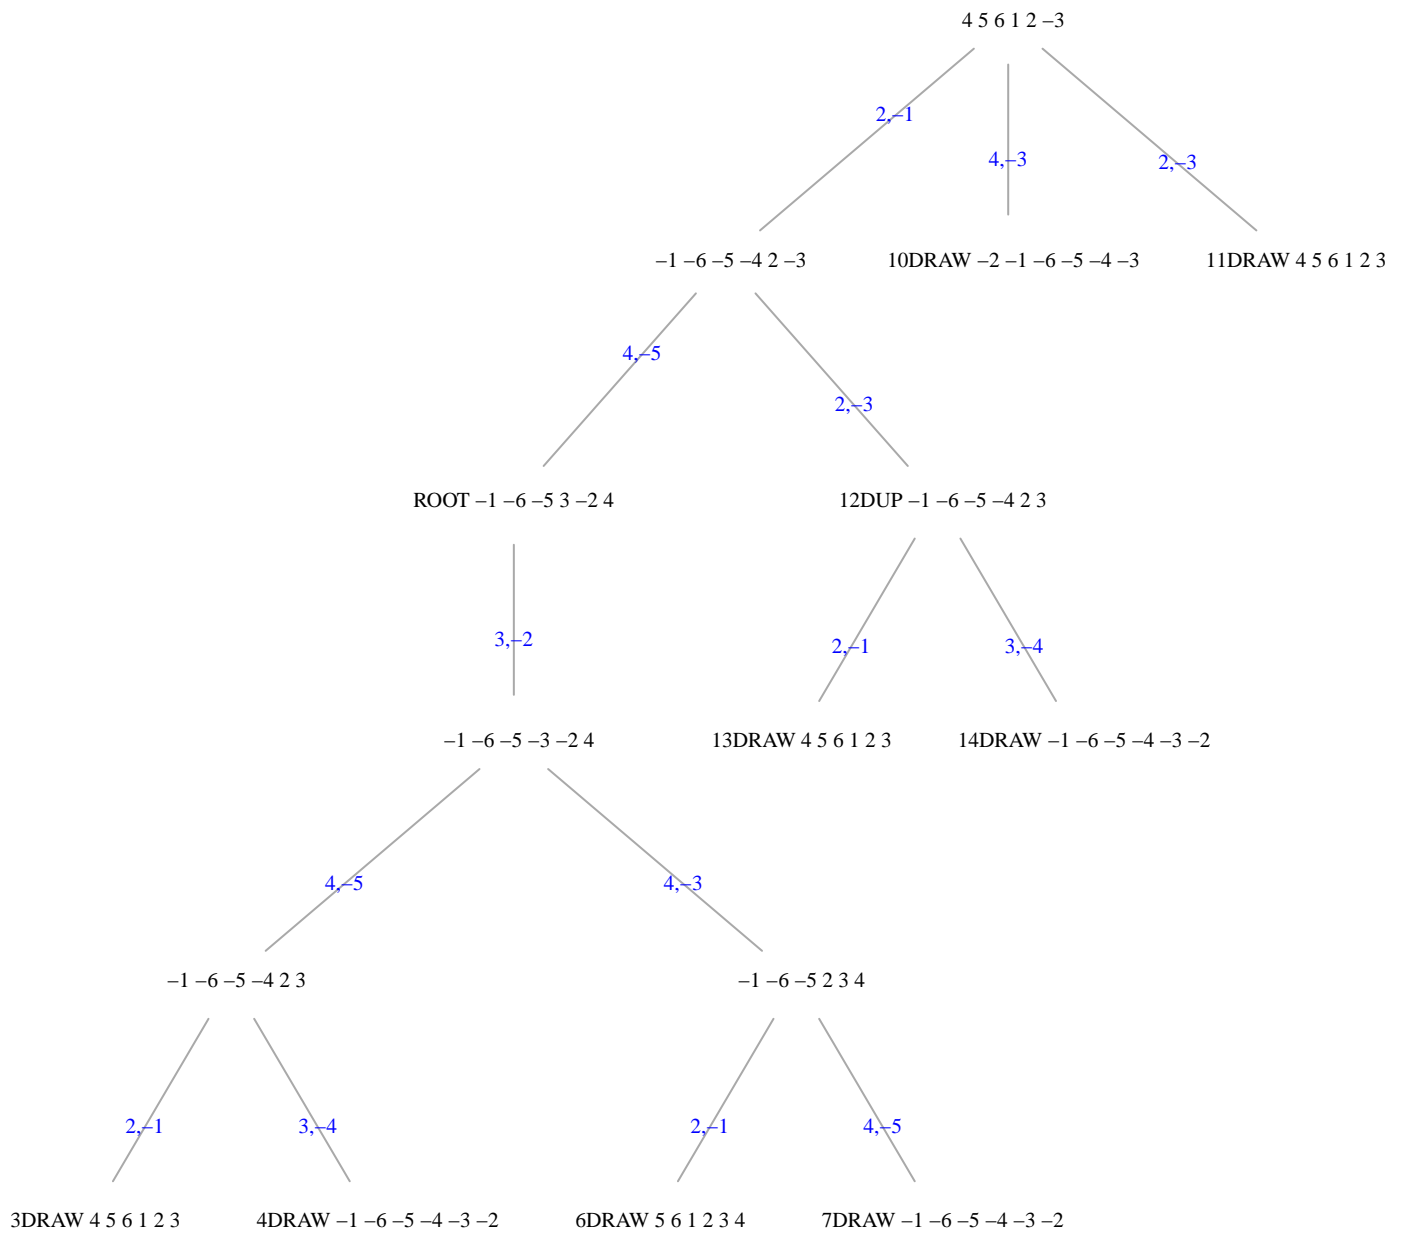 4 5 6 1 2 –3
2,–1
4,–3
2,–3
–1 –6 –5 –4 2 –3
10DRAW –2 –1 –6 –5 –4 –3
11DRAW 4 5 6 1 2 3
4,–5
2,–3
ROOT –1 –6 –5 3 –2 4
12DUP –1 –6 –5 –4 2 3
3,–2
2,–1
3,–4
–1 –6 –5 –3 –2 4
13DRAW 4 5 6 1 2 3
14DRAW –1 –6 –5 –4 –3 –2
4,–5
4,–3
–1 –6 –5 –4 2 3
–1 –6 –5 2 3 4
2,–1
3,–4
2,–1
4,–5
3DRAW 4 5 6 1 2 3
4DRAW –1 –6 –5 –4 –3 –2
6DRAW 5 6 1 2 3 4
7DRAW –1 –6 –5 –4 –3 –2